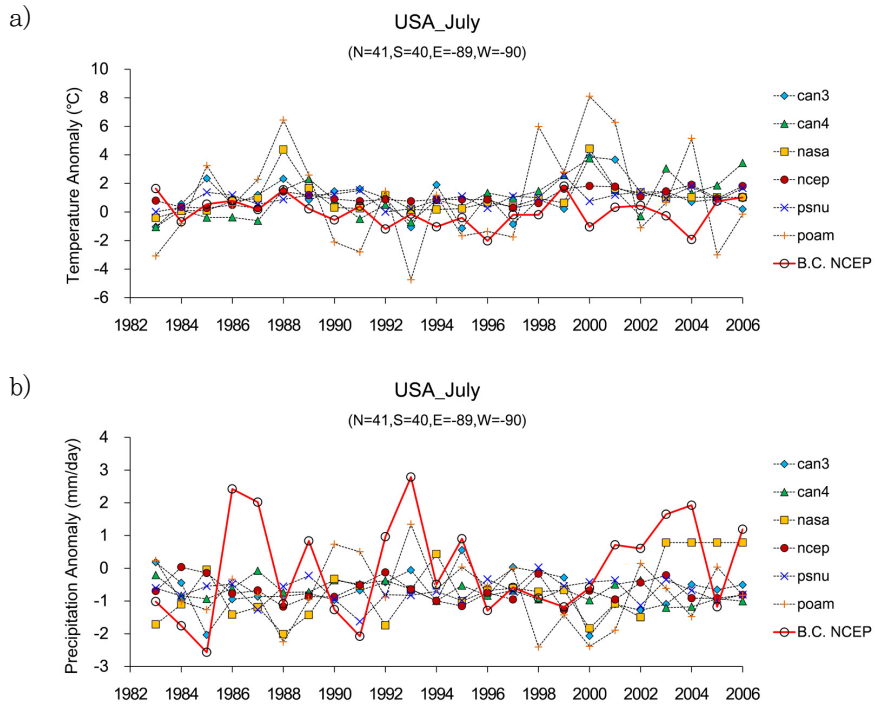 a)
USA_July
(N=41,S=40,E=-89,W=-90)
Temperature Anomaly (℃)
10
8
6
4
2
0
-2
-4
-6
1982 1984 1986 1988 1990 1992 1994 1996 1998 2000 2002 2004 2006
can3
can4
nasa
ncep
psnu
poam
B.C. NCEP
b)
USA_July
(N=41,S=40,E=-89,W=-90)
Precipitation Anomaly (mm/day)
4
3
2
1
0
-1
-2
-3
1982 1984 1986 1988 1990 1992 1994 1996 1998 2000 2002 2004 2006
can3
can4
nasa
ncep
psnu
poam
B.C. NCEP